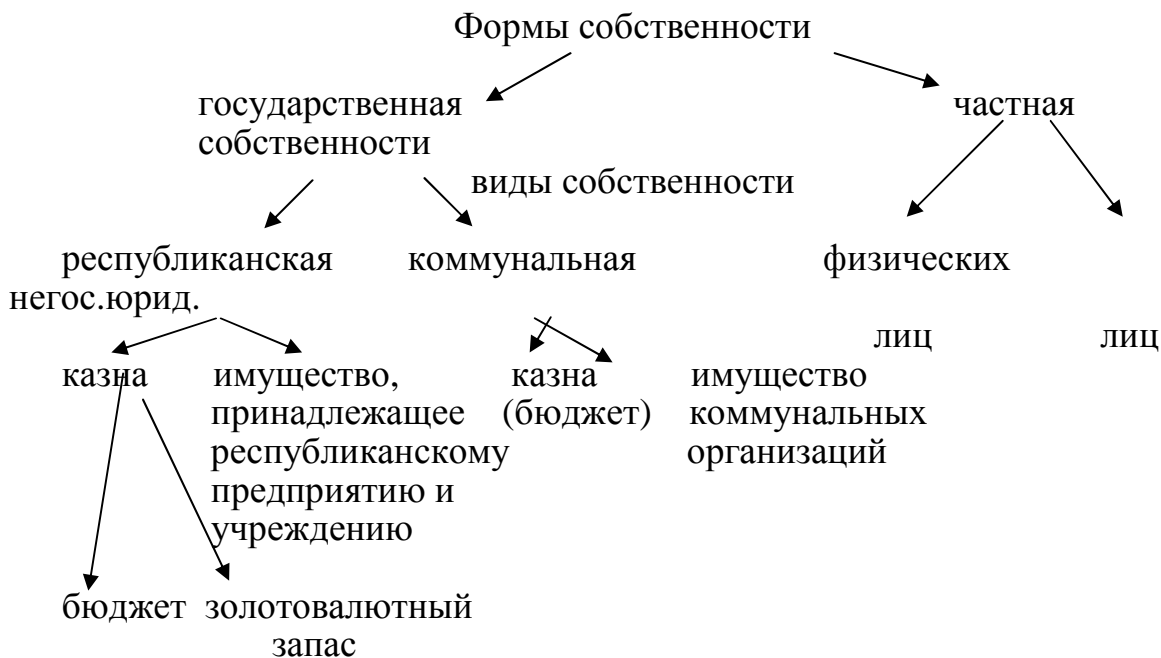 Формы собственности
государственная частная
собственности
виды собственности
республиканская коммунальная физических
негос.юрид.
лиц лиц
казна имущество, казна имущество
принадлежащее (бюджет) коммунальных
республиканскому организаций
предприятию и
учреждению
бюджет золотовалютный
запас